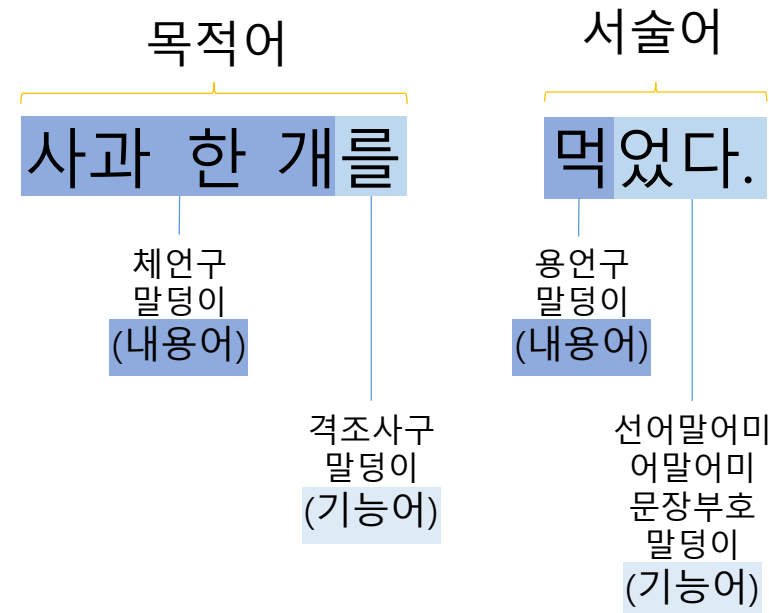 목적어
서술어
사과 한 개를
먹었다.
체언구
말덩이
(내용어)
용언구
말덩이
(내용어)
격조사구
말덩이
(기능어)
선어말어미
어말어미
문장부호
말덩이
(기능어)